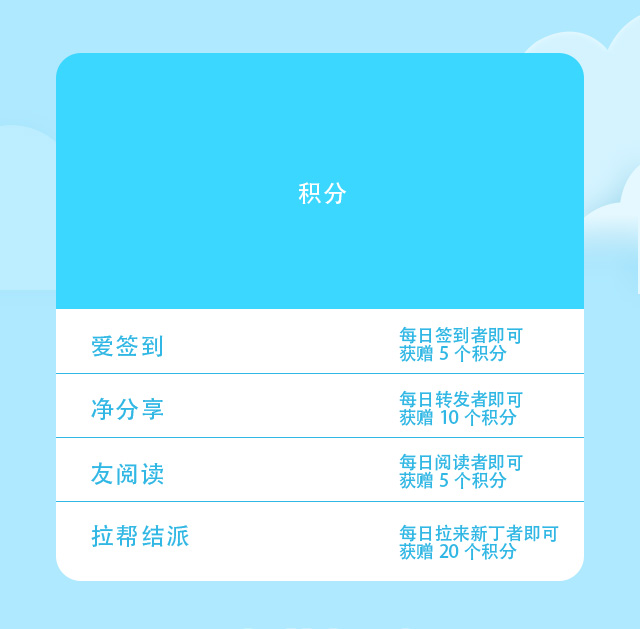 积分
爱签到
每日签到者即可
获赠 5 个积分
净分享
每日转发者即可
获赠 10 个积分
友阅读
每日阅读者即可
获赠 5 个积分
拉帮结派
每日拉来新丁者即可
获赠 20 个积分